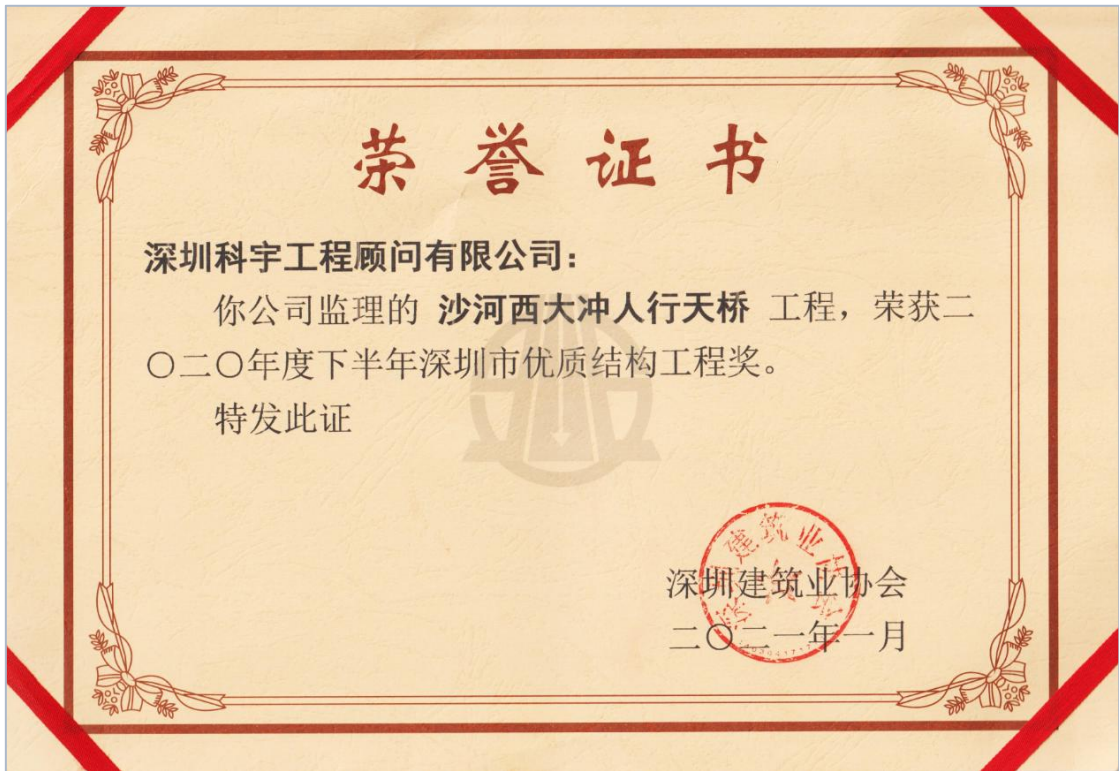 荣誉证书
深圳科宇工程顾问有限公司：
你公司监理的 沙河西大冲人行天桥 工程，荣获二
〇二〇年度下半年深圳市优质结构工程奖。
特发此证
深圳建筑业协会
二〇二一年一月